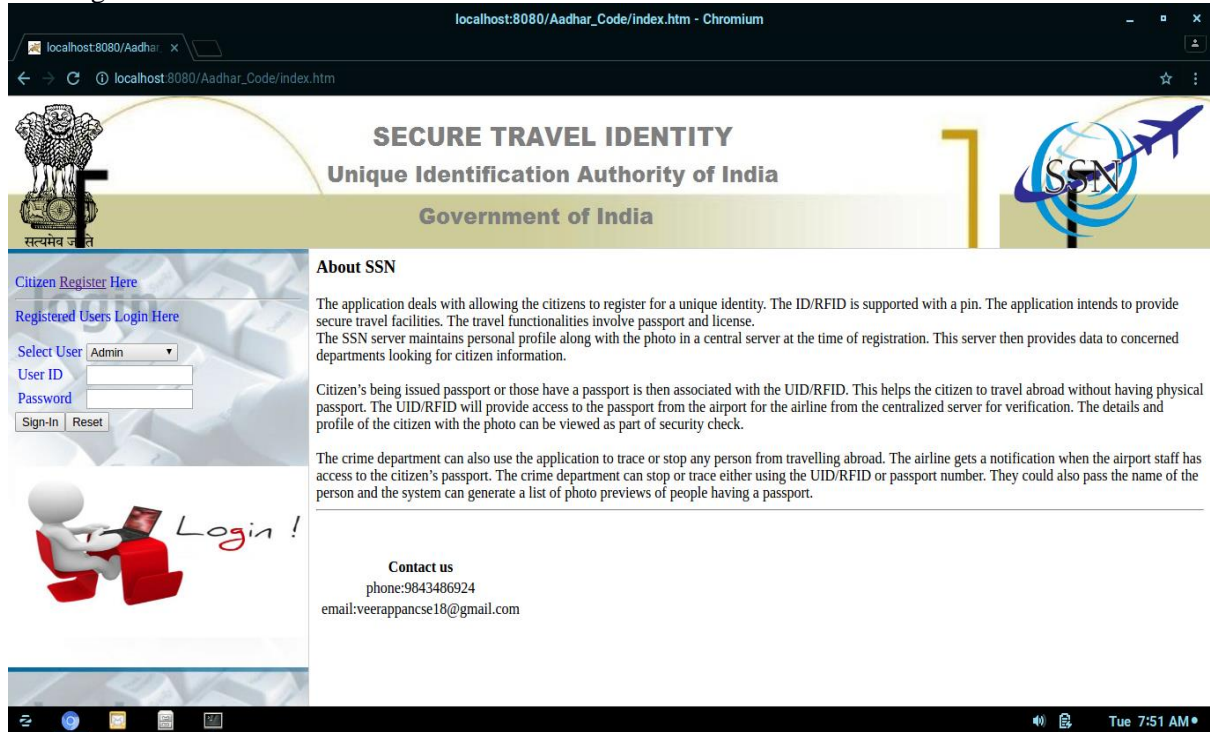 localhost:8080/Aadhar_Code/index.htm - Chromium
localhost:8080/Aadhar
localhost:8080/Aadhar_Code/index.htm
SECURE TRAVEL IDENTITY
Unique Identification Authority of India
Government of India
SSN
सत्यमेव
login
Citizen Register Here
Registered Users Login Here
Select User Admin
User ID
Password
Sign-In Reset
Login !
About SSN
The application deals with allowing the citizens to register for a unique identity. The ID/RFID is supported with a pin. The application intends to provide
secure travel facilities. The travel functionalities involve passport and license.
The SSN server maintains personal profile along with the photo in a central server at the time of registration. This server then provides data to concerned
departments looking for citizen information.
Citizen’s being issued passport or those have a passport is then associated with the UID/RFID. This helps the citizen to travel abroad without having physical
passport. The UID/RFID will provide access to the passport from the airport for the airline from the centralized server for verification. The details and
profile of the citizen with the photo can be viewed as part of security check.
The crime department can also use the application to trace or stop any person from travelling abroad. The airline gets a notification when the airport staff has
access to the citizen’s passport. The crime department can stop or trace either using the UID/RFID or passport number. They could also pass the name of the
person and the system can generate a list of photo previews of people having a passport.
Contact us
phone:9843486924
email:veerappancse18@gmail.com
Tue 7:51 AM